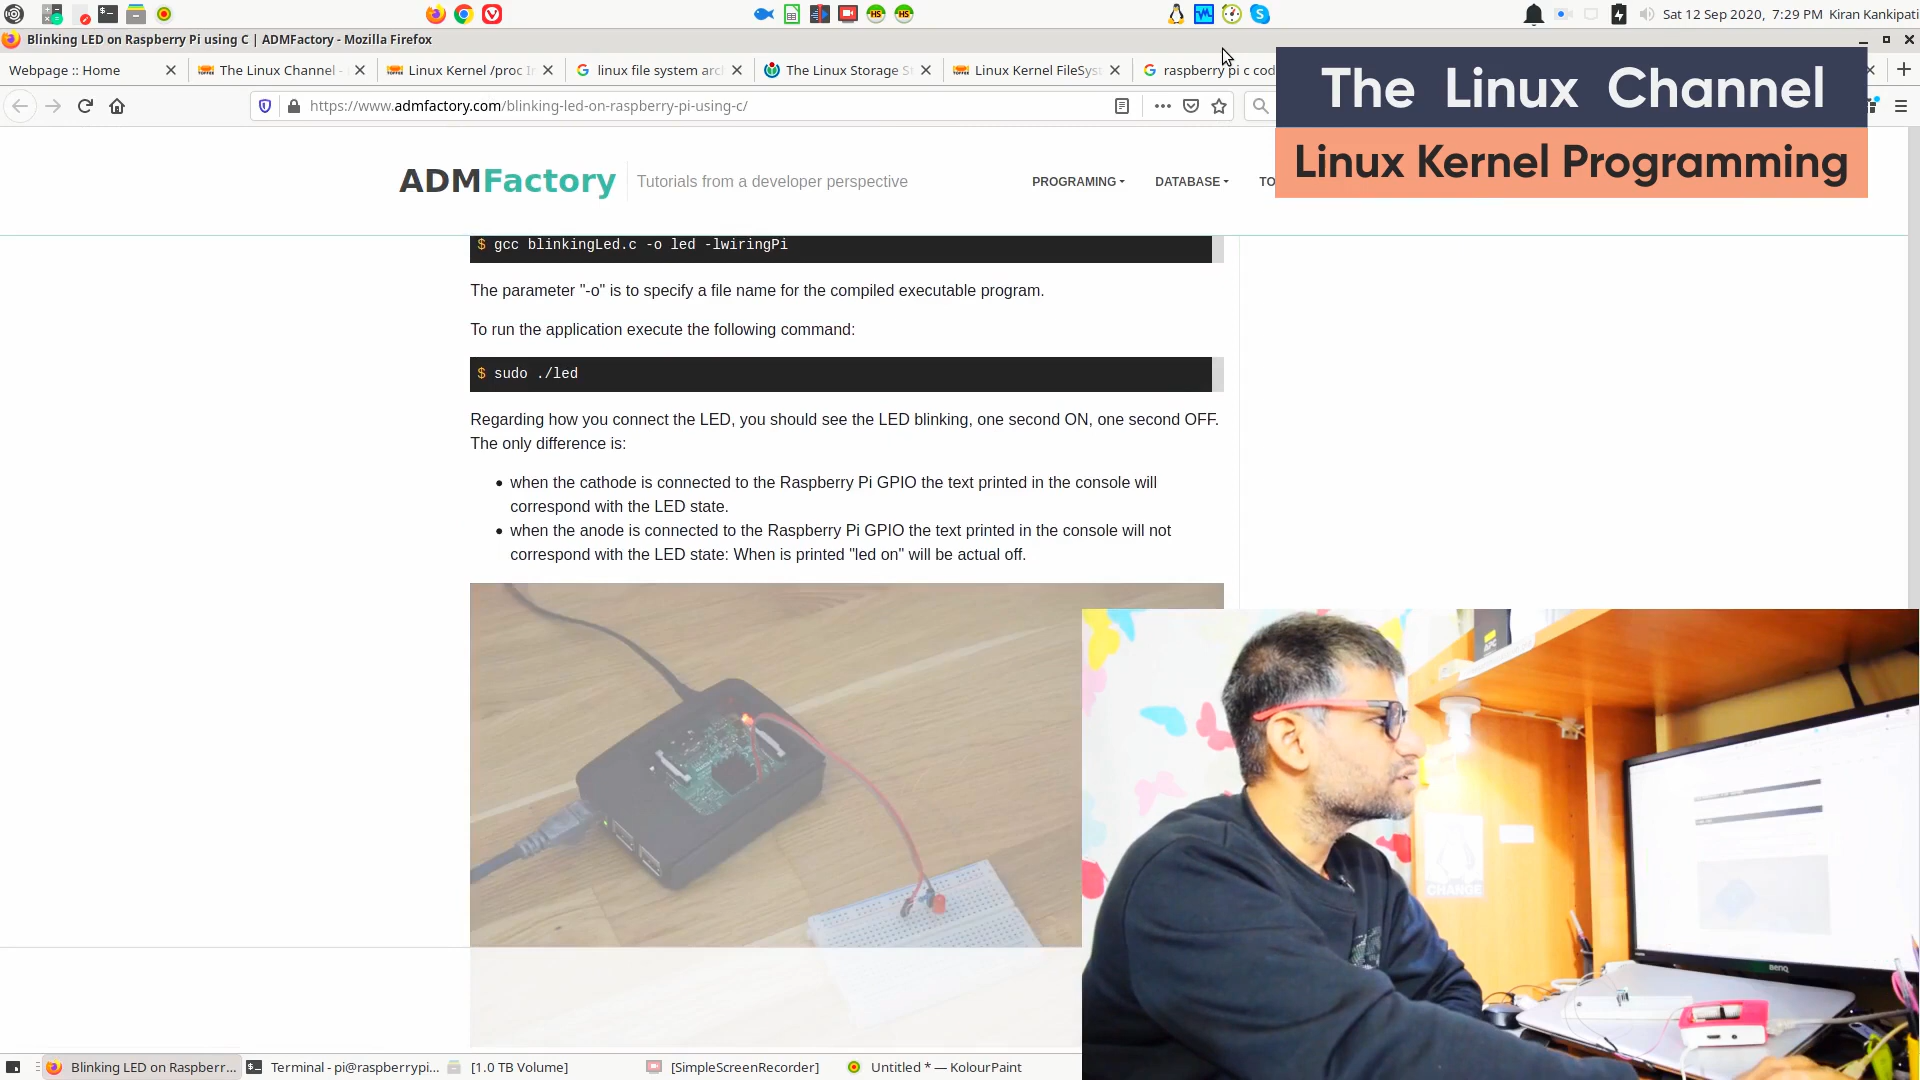 Sat 12 Sep 2020, 7:29 PM Kiran Kankipati
Blinking LED on Raspberry Pi using C | ADMFactory - Mozilla Firefox
Webpage :: Home
The Linux Channel -
Linux Kernel /proc In
linux file system arc
The Linux Storage S
Linux Kernel FileSys
raspberry pi c cod
The Linux Channel
https://www.admfactory.com/blinking-led-on-raspberry-pi-using-c/
Linux Kernel Programming
ADMFactory
Tutorials from a developer perspective
PROGRAMING
DATABASE
TO
$ gcc blinkingLed.c -o led -lwiringPi
The parameter "-o" is to specify a file name for the compiled executable program.
To run the application execute the following command:
$ sudo ./led
Regarding how you connect the LED, you should see the LED blinking, one second ON, one second OFF.
The only difference is:
when the cathode is connected to the Raspberry Pi GPIO the text printed in the console will
correspond with the LED state.
when the anode is connected to the Raspberry Pi GPIO the text printed in the console will not
correspond with the LED state: When is printed "led on" will be actual off.
APC
CHANGE
BenQ
Blinking LED on Raspberr...
Terminal - pi@raspberrypi...
[1.0 TB Volume]
[SimpleScreenRecorder]
Untitled * — KolourPaint